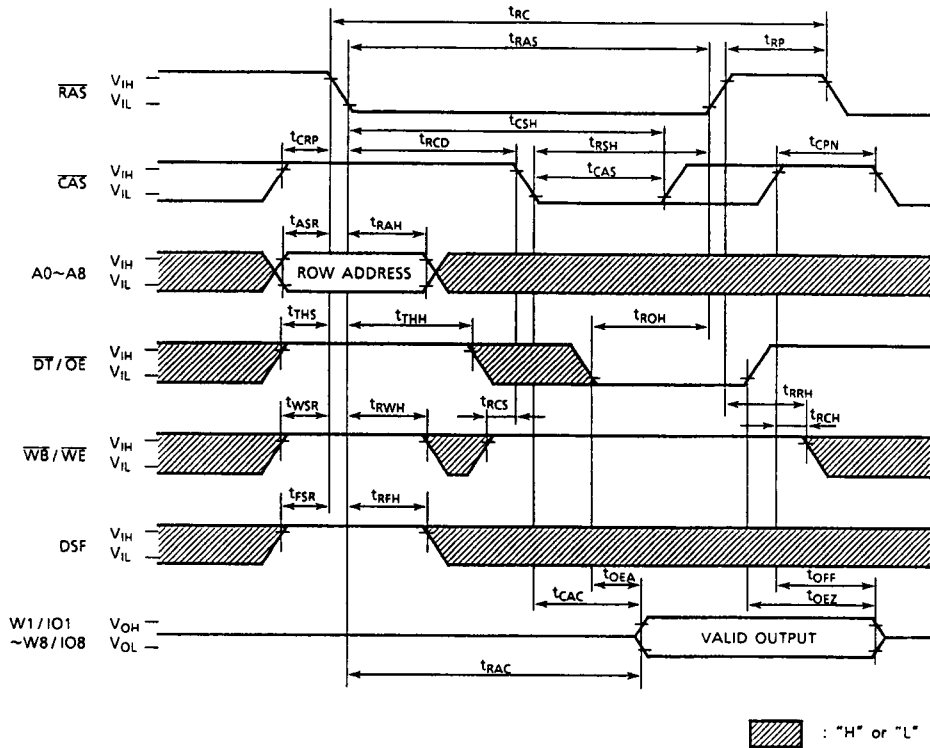 tRC
tRAS
tRP
RAS
VIH
VIL
tCSH
tCRP
tRCD
tRSH
tCPN
CAS
VIH
VIL
tCAS
tASR
tRAH
A0~A8
VIH
VIL
ROW ADDRESS
tROH
tTHS
tTHH
DT/OE
VIH
VIL
tRRH
tWSR
tRWH
tRCS
tRCH
WB/WE
VIH
VIL
tFSR
tRFH
DSF
VIH
VIL
tOEA
tOFF
tCAC
tOEZ
W1/IO1
~W8/IO8
VOH
VOL
VALID OUTPUT
tRAC
: "H" or "L"